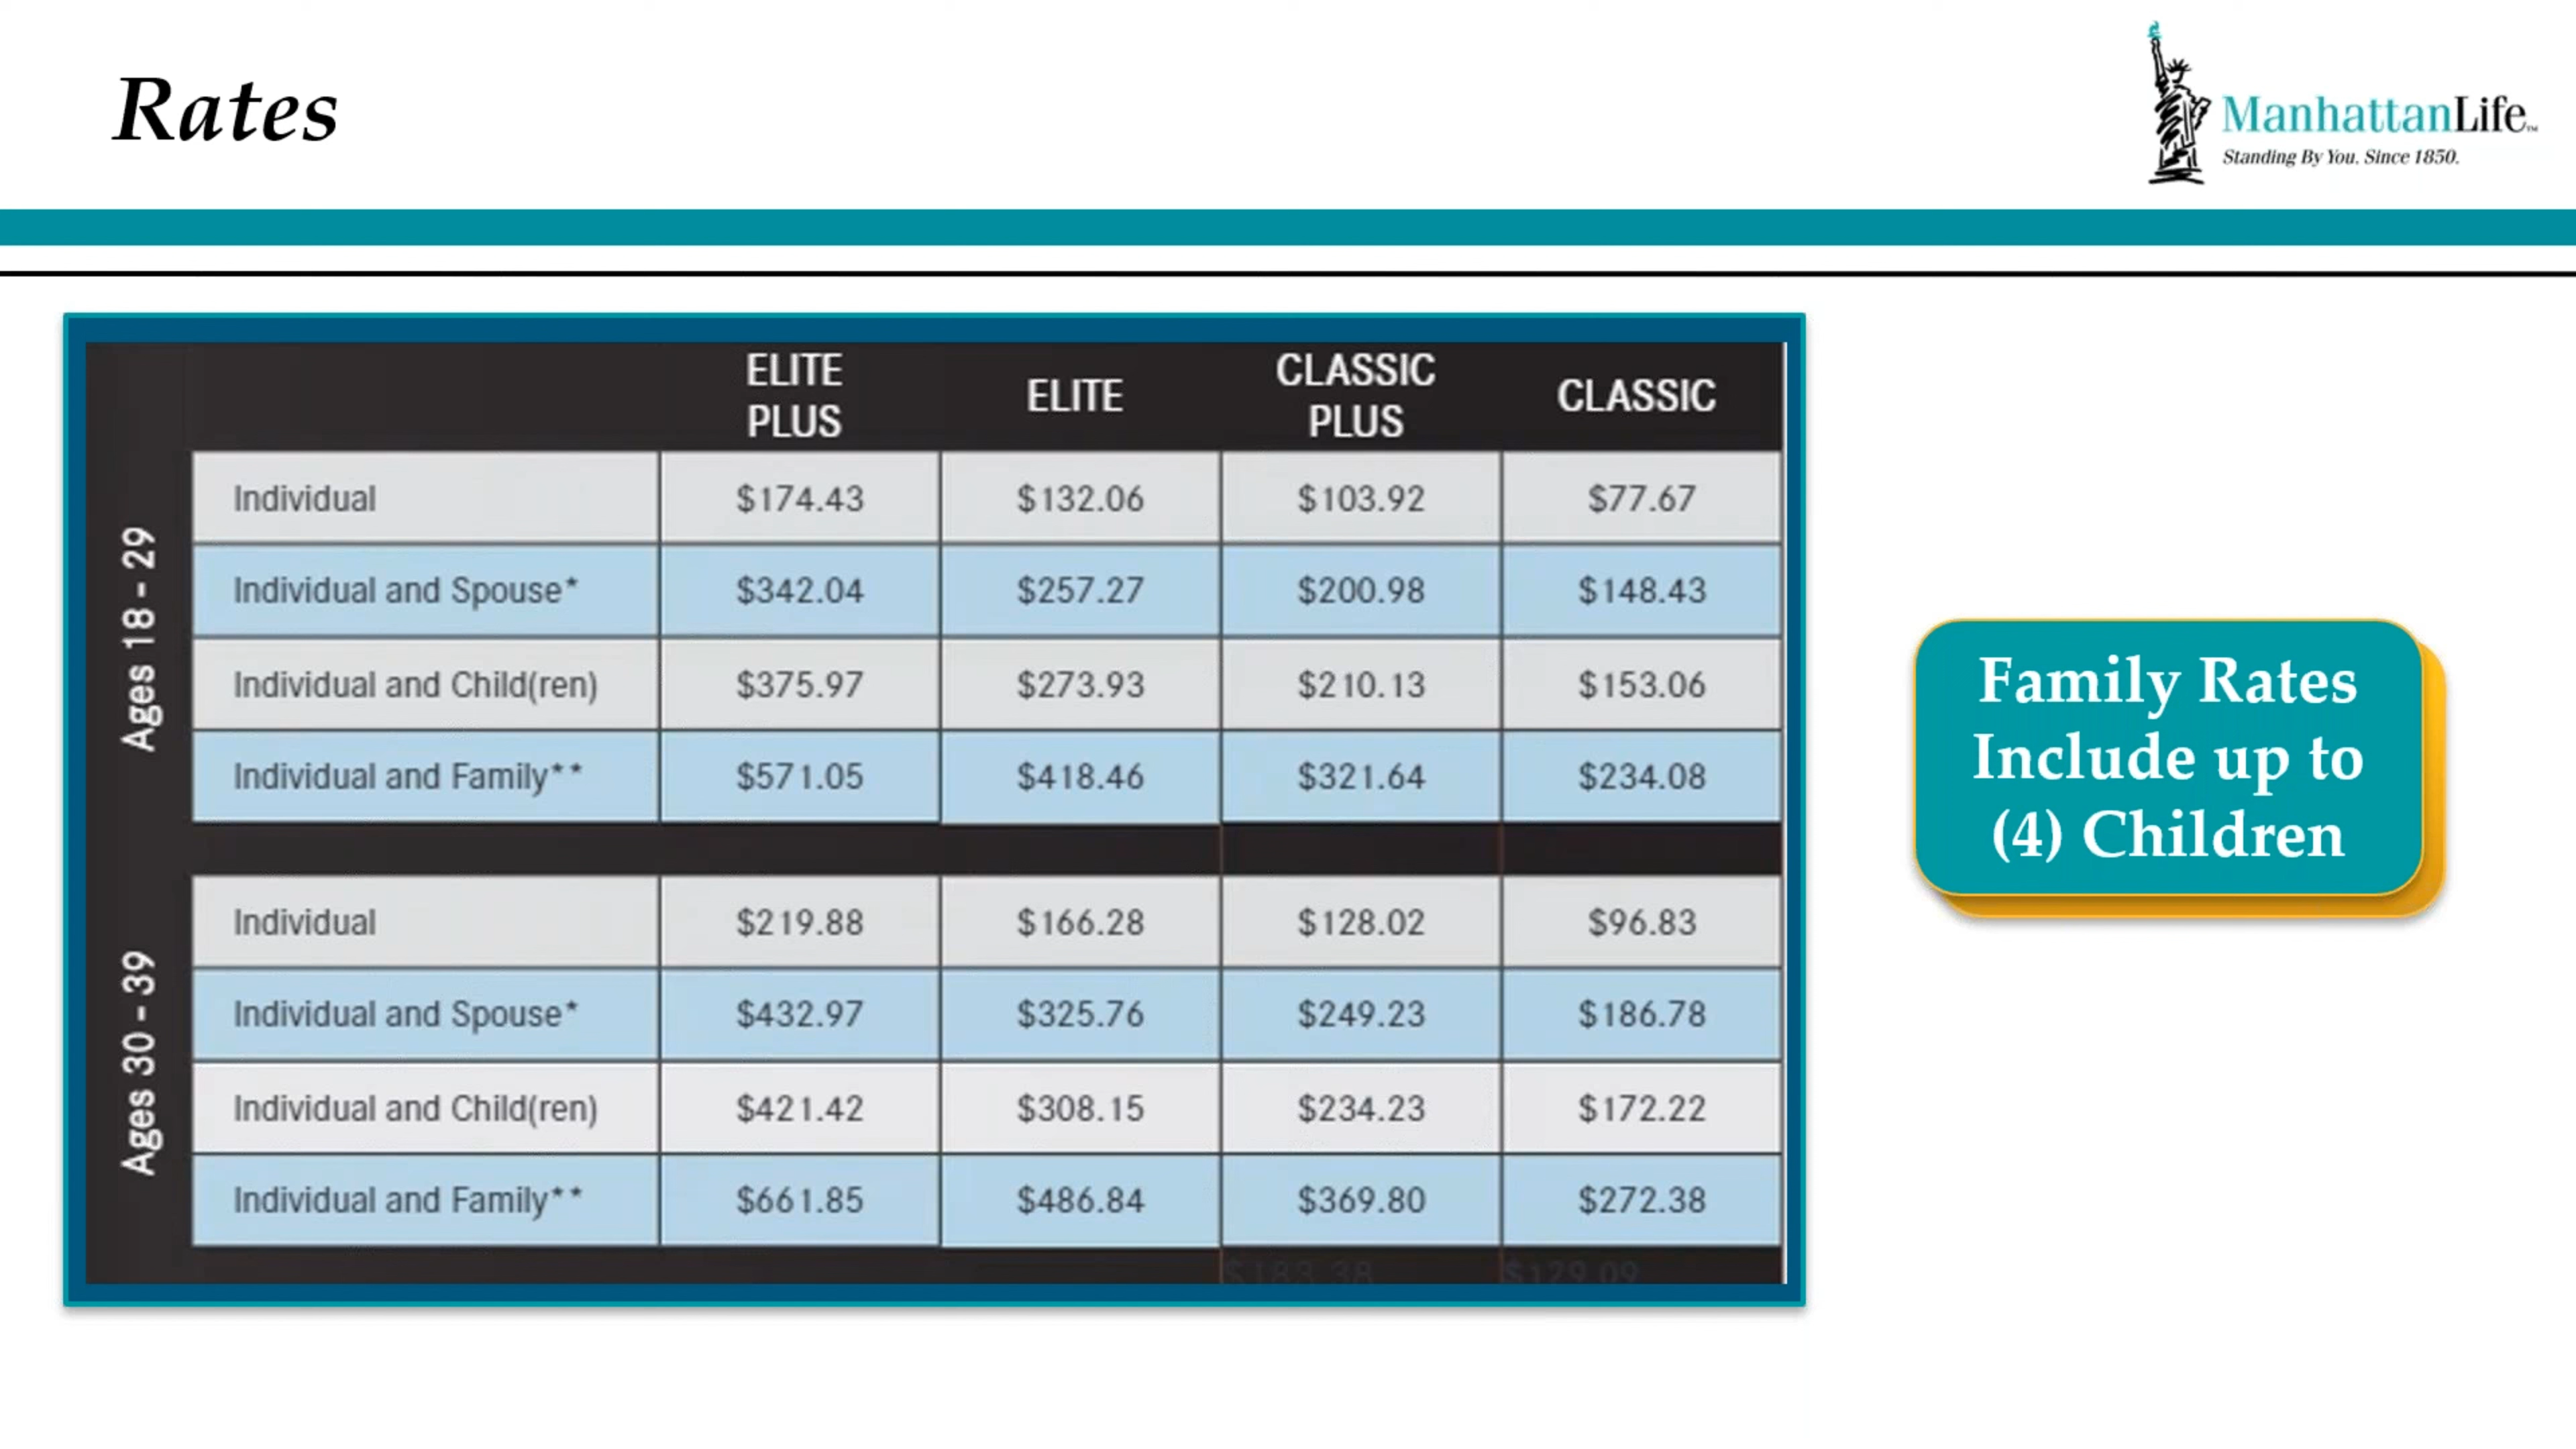 Rates
ManhattanLife™
Standing By You. Since 1850.
ELITE PLUS ELITE CLASSIC PLUS CLASSIC
Ages 18 - 29
Individual $174.43 $132.06 $103.92 $77.67
Individual and Spouse* $342.04 $257.27 $200.98 $148.43
Individual and Child(ren) $375.97 $273.93 $210.13 $153.06
Individual and Family** $571.05 $418.46 $321.64 $234.08
Ages 30 - 39
Individual $219.88 $166.28 $128.02 $96.83
Individual and Spouse* $432.97 $325.76 $249.23 $186.78
Individual and Child(ren) $421.42 $308.15 $234.23 $172.22
Individual and Family** $661.85 $486.84 $369.80 $272.38
$183.38 $129.09
Family Rates
Include up to
(4) Children